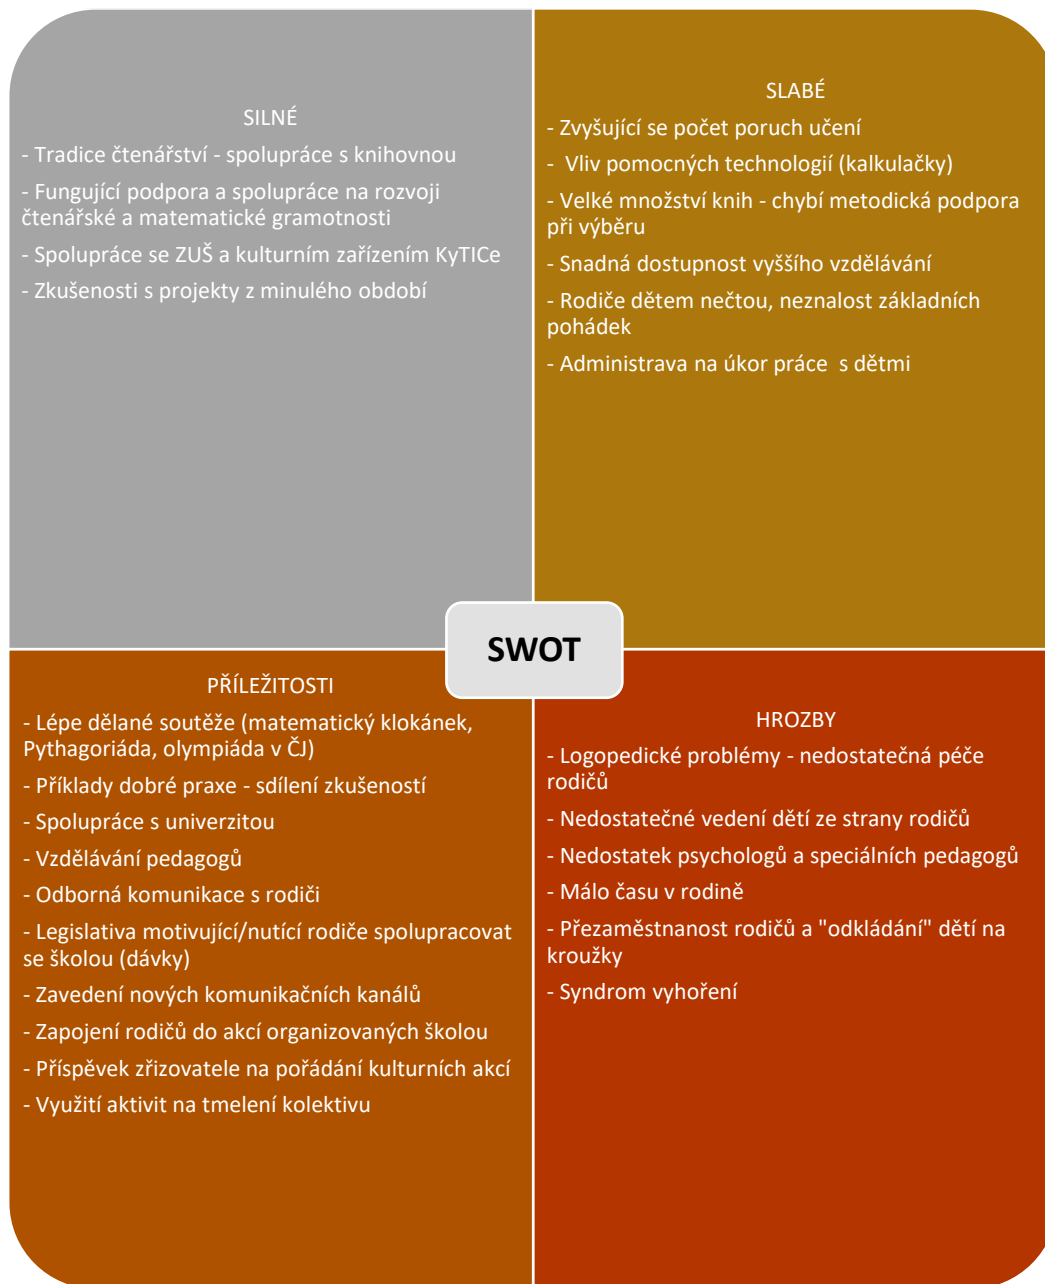 SILNÉ
- Tradice čtenářství - spolupráce s knihovnou
- Fungující podpora a spolupráce na rozvoji
čtenářské a matematické gramotnosti
- Spolupráce se ZUŠ a kulturním zařízením KyTICe
- Zkušenosti s projekty z minulého období
SLABÉ
- Zvyšující se počet poruch učení
-  Vliv pomocných technologií (kalkulačky)
- Velké množství knih - chybí metodická podpora
při výběru
- Snadná dostupnost vyššího vzdělávání
- Rodiče dětem nečtou, neznalost základních
pohádek
- Administrava na úkor práce  s dětmi
SWOT
PŘÍLEŽITOSTI
- Lépe dělané soutěže (matematický klokánek,
Pythagoriáda, olympiáda v ČJ)
- Příklady dobré praxe - sdílení zkušeností
- Spolupráce s univerzitou
- Vzdělávání pedagogů
- Odborná komunikace s rodiči
- Legislativa motivující/nutící rodiče spolupracovat
se školou (dávky)
- Zavedení nových komunikačních kanálů
- Zapojení rodičů do akcí organizovaných školou
- Příspěvek zřizovatele na pořádání kulturních akcí
- Využití aktivit na tmelení kolektivu
HROZBY
- Logopedické problémy - nedostatečná péče
rodičů
- Nedostatečné vedení dětí ze strany rodičů
- Nedostatek psychologů a speciálních pedagogů
- Málo času v rodině
- Přezaměstnanost rodičů a "odkládání" dětí na
kroužky
- Syndrom vyhoření